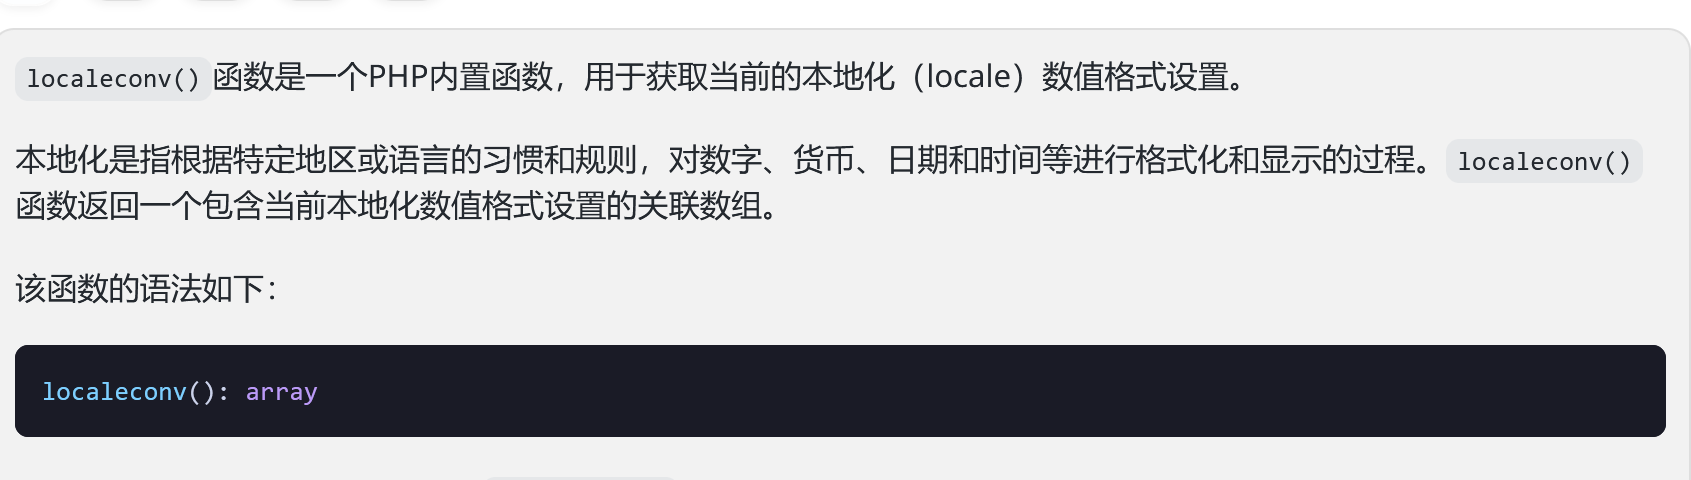 localeconv()函数是一个PHP内置函数，用于获取当前的本地化（locale）数值格式设置。
本地化是指根据特定地区或语言的习惯和规则，对数字、货币、日期和时间等进行格式化和显示的过程。localeconv()
函数返回一个包含当前本地化数值格式设置的关联数组。
该函数的语法如下：
localeconv(): array